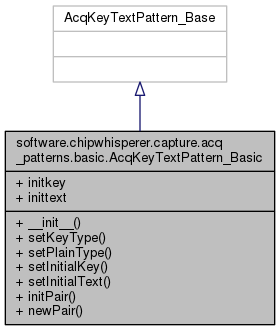 AcqKeyTextPattern_Base
software.chipwhisperer.capture.acq
_patterns.basic.AcqKeyTextPattern_Basic
+ initkey
+ inittext
+ __init__()
+ setKeyType()
+ setPlainType()
+ setInitialKey()
+ setInitialText()
+ initPair()
+ newPair()